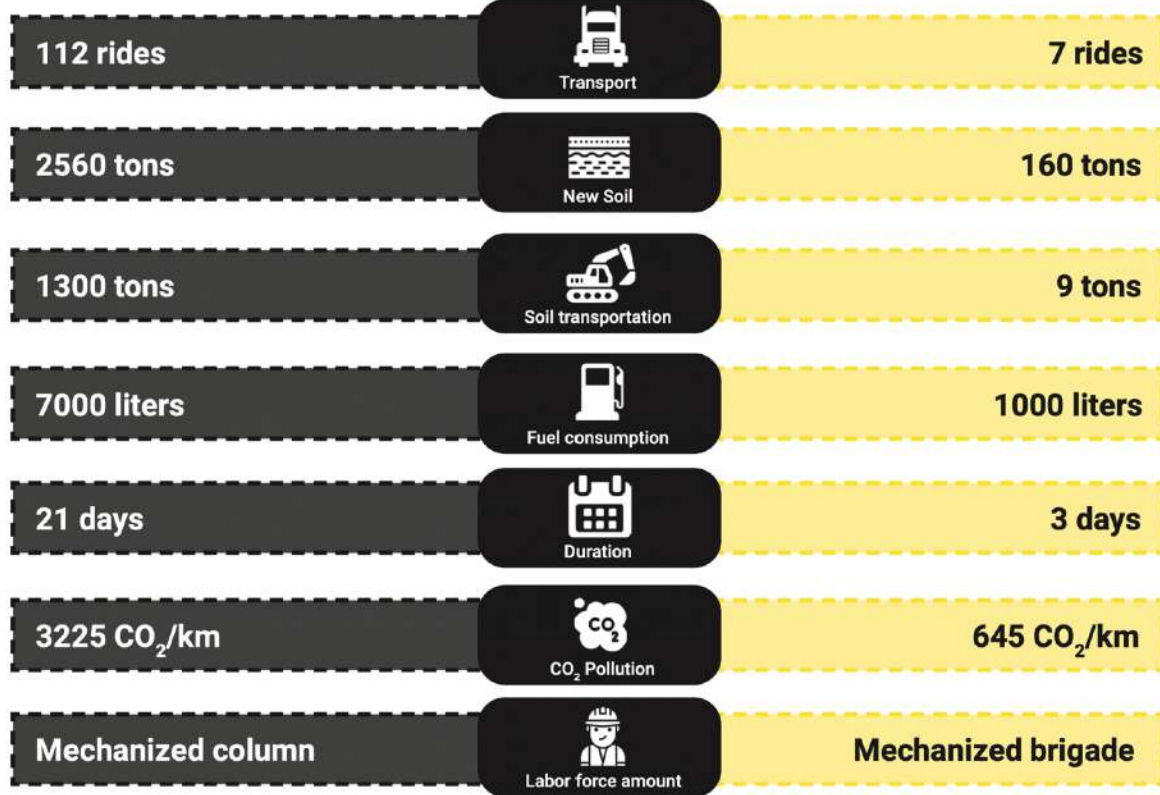 112 rides
Transport
7 rides
2560 tons
New Soil
160 tons
1300 tons
Soil transportation
9 tons
7000 liters
Fuel consumption
1000 liters
21 days
Duration
3 days
3225 CO₂/km
CO₂
CO₂ Pollution
645 CO₂/km
Mechanized column
Labor force amount
Mechanized brigade